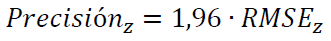 Precisión_z = 1,96 · RMSE_z